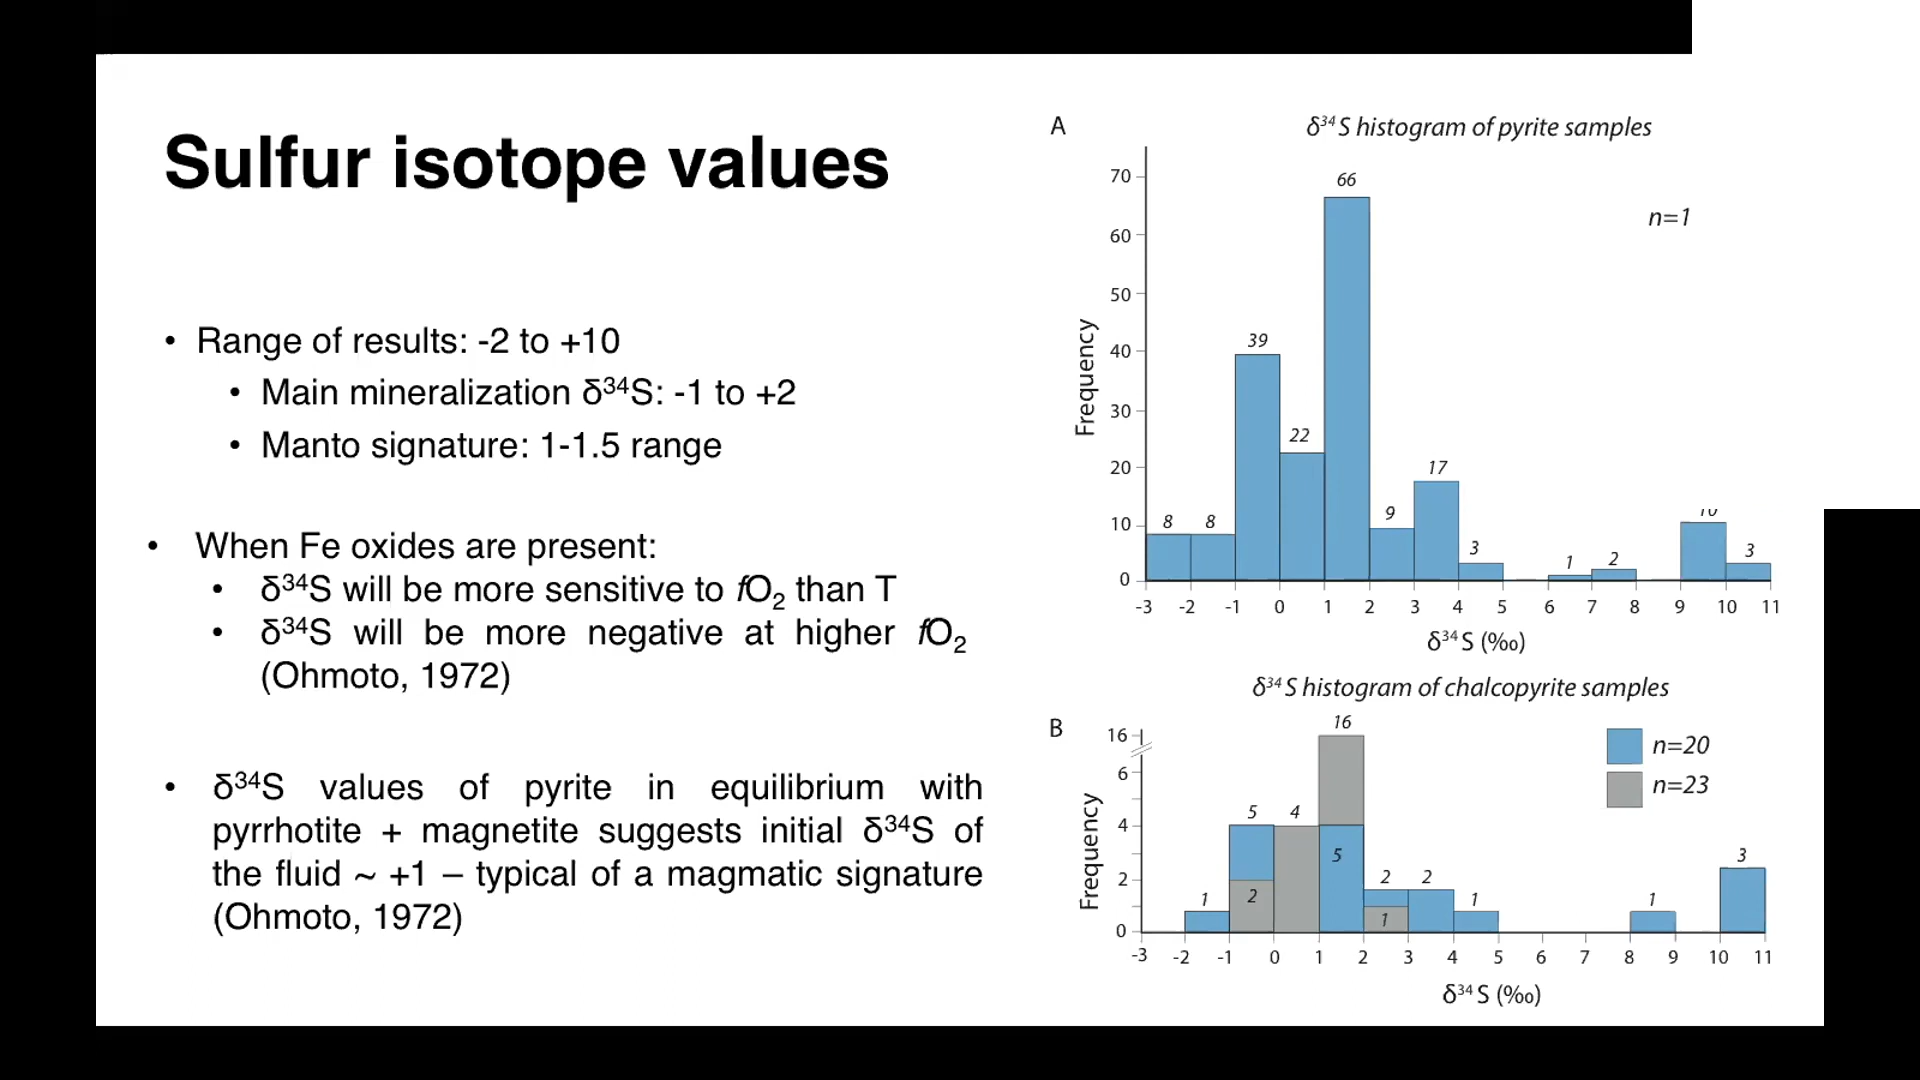 Sulfur isotope values
• Range of results: -2 to +10
• Main mineralization δ³⁴S: -1 to +2
• Manto signature: 1-1.5 range
• When Fe oxides are present:
• δ³⁴S will be more sensitive to fO₂ than T
• δ³⁴S will be more negative at higher fO₂
(Ohmoto, 1972)
• δ³⁴S values of pyrite in equilibrium with
pyrrhotite + magnetite suggests initial δ³⁴S of
the fluid ~ +1 – typical of a magmatic signature
(Ohmoto, 1972)
A
δ³⁴S histogram of pyrite samples
n=1
Frequency
70
60
50
40
30
20
10
0
8 8 39 22 66 9 17 3 1 2 3
-3 -2 -1 0 1 2 3 4 5 6 7 8 9 10 11
δ³⁴S (‰)
δ³⁴S histogram of chalcopyrite samples
B
n=20
n=23
Frequency
16
6
4
2
0
1 5 2 4 16 5 2 1 2 1 1 3
-3 -2 -1 0 1 2 3 4 5 6 7 8 9 10 11
δ³⁴S (‰)